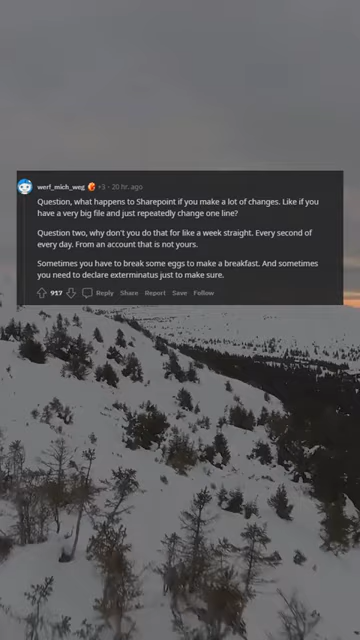 werf_mich_weg +3 · 20 hr. ago
Question, what happens to Sharepoint if you make a lot of changes. Like if you
have a very big file and just repeatedly change one line?
Question two, why don't you do that for like a week straight. Every second of
every day. From an account that is not yours.
Sometimes you have to break some eggs to make a breakfast. And sometimes
you need to declare exterminatus just to make sure.
917 Reply Share Report Save Follow